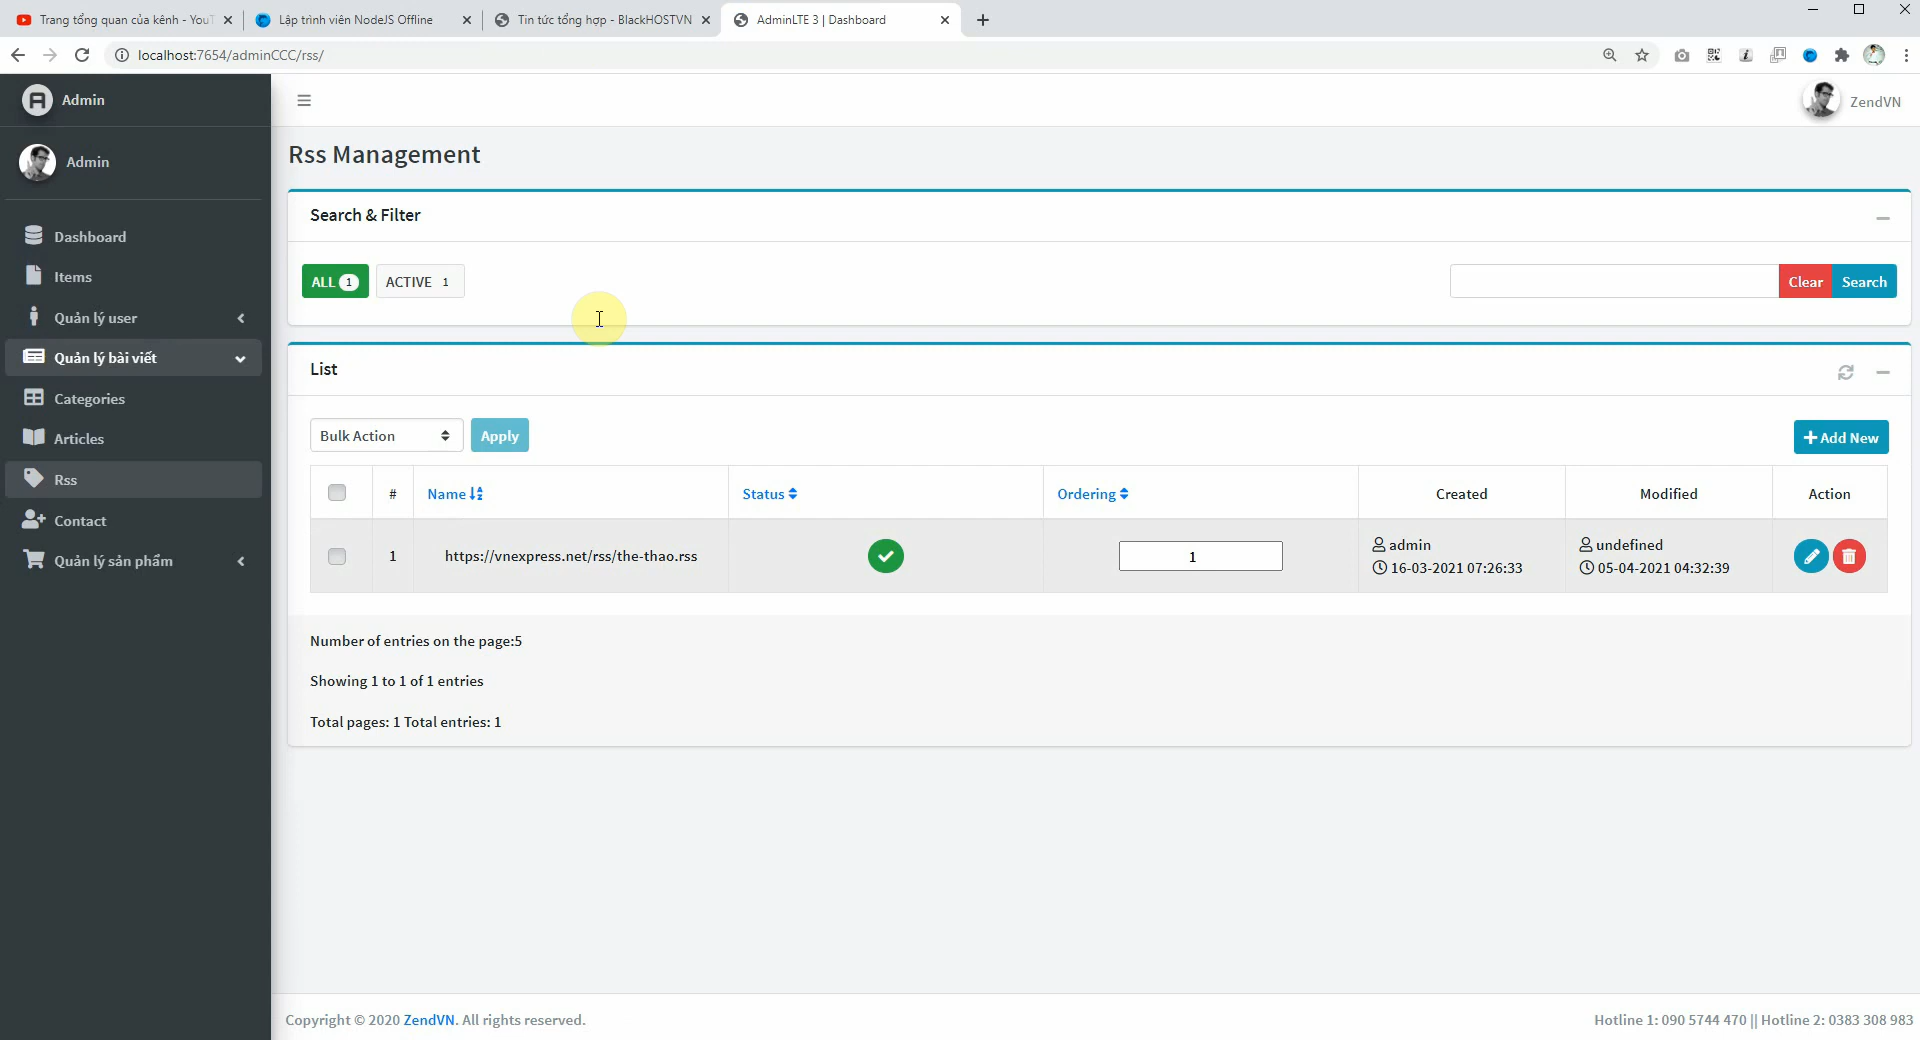 Trang tổng quan của kênh - YouT
Lập trình viên NodeJS Offline
Tin tức tổng hợp - BlackHOSTVN
AdminLTE 3 | Dashboard
localhost:7654/adminCCC/rss/
Admin
ZendVN
Admin
Rss Management
Search & Filter
Dashboard
Items
ALL 1
ACTIVE 1
Clear
Search
Quản lý user
Quản lý bài viết
List
Categories
Articles
Bulk Action
Apply
Add New
Rss
#
Name
Status
Ordering
Created
Modified
Action
Contact
1
https://vnexpress.net/rss/the-thao.rss
1
admin
16-03-2021 07:26:33
undefined
05-04-2021 04:32:39
Quản lý sản phẩm
Number of entries on the page:5
Showing 1 to 1 of 1 entries
Total pages: 1 Total entries: 1
Copyright © 2020 ZendVN. All rights reserved.
Hotline 1: 090 5744 470 || Hotline 2: 0383 308 983